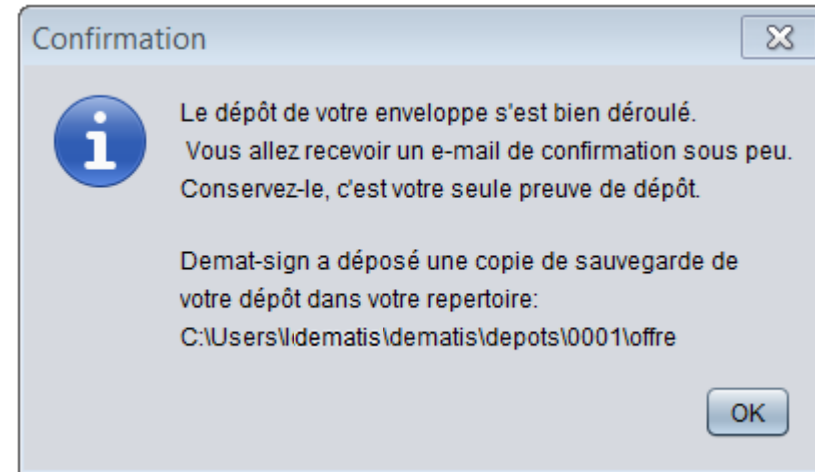 Confirmation
Le dépôt de votre enveloppe s'est bien déroulé.
Vous allez recevoir un e-mail de confirmation sous peu.
Conservez-le, c'est votre seule preuve de dépôt.
Demat-sign a déposé une copie de sauvegarde de
votre dépôt dans votre repertoire:
C:\Users\ldematis\dematis\depots\0001\offre
OK